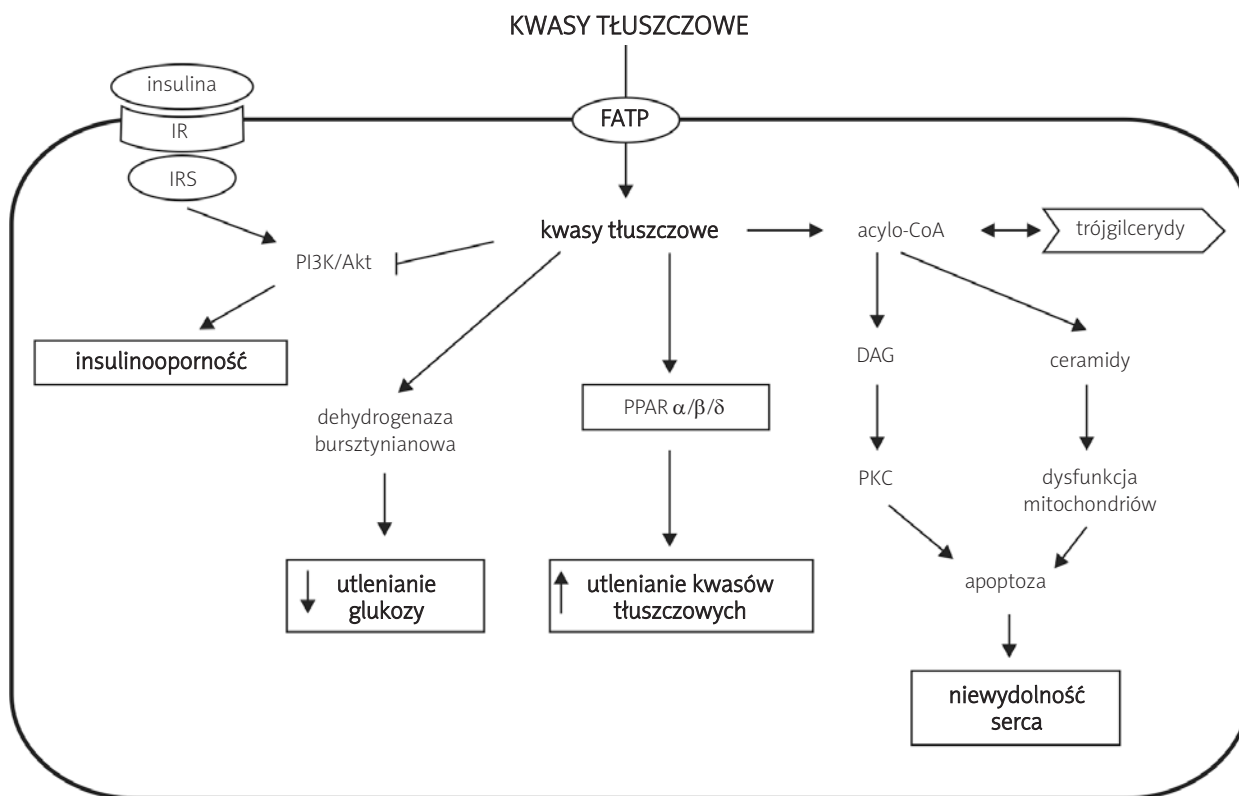 KWASY TŁUSZCZOWE
insulina
IR
FATP
IRS
kwasy tłuszczowe
acylo-CoA
trójgilcerydy
PI3K/Akt
insulinooporność
DAG
ceramidy
PPAR α/β/δ
dehydrogenaza
bursztynianowa
PKC
dysfunkcja
mitochondriów
utlenianie
glukozy
utlenianie kwasów
tłuszczowych
apoptoza
niewydolność
serca